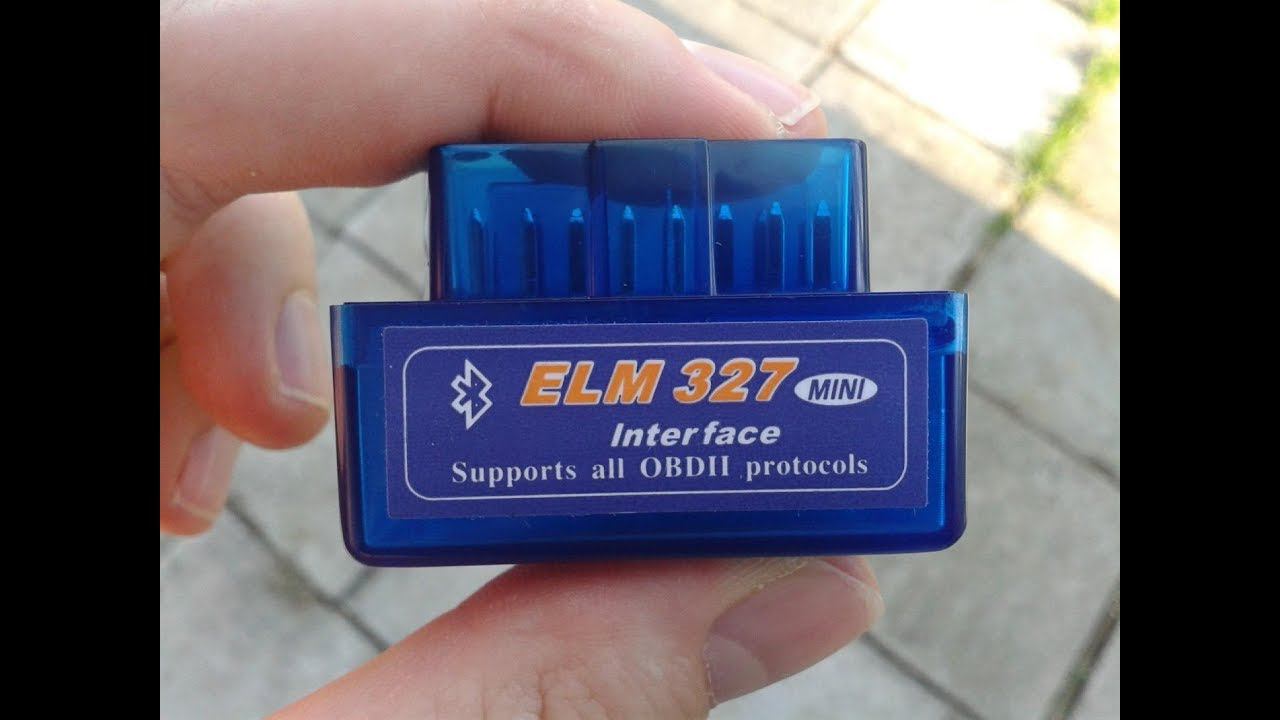 ELM 327 MINI
Interface
Supports all OBDII protocols